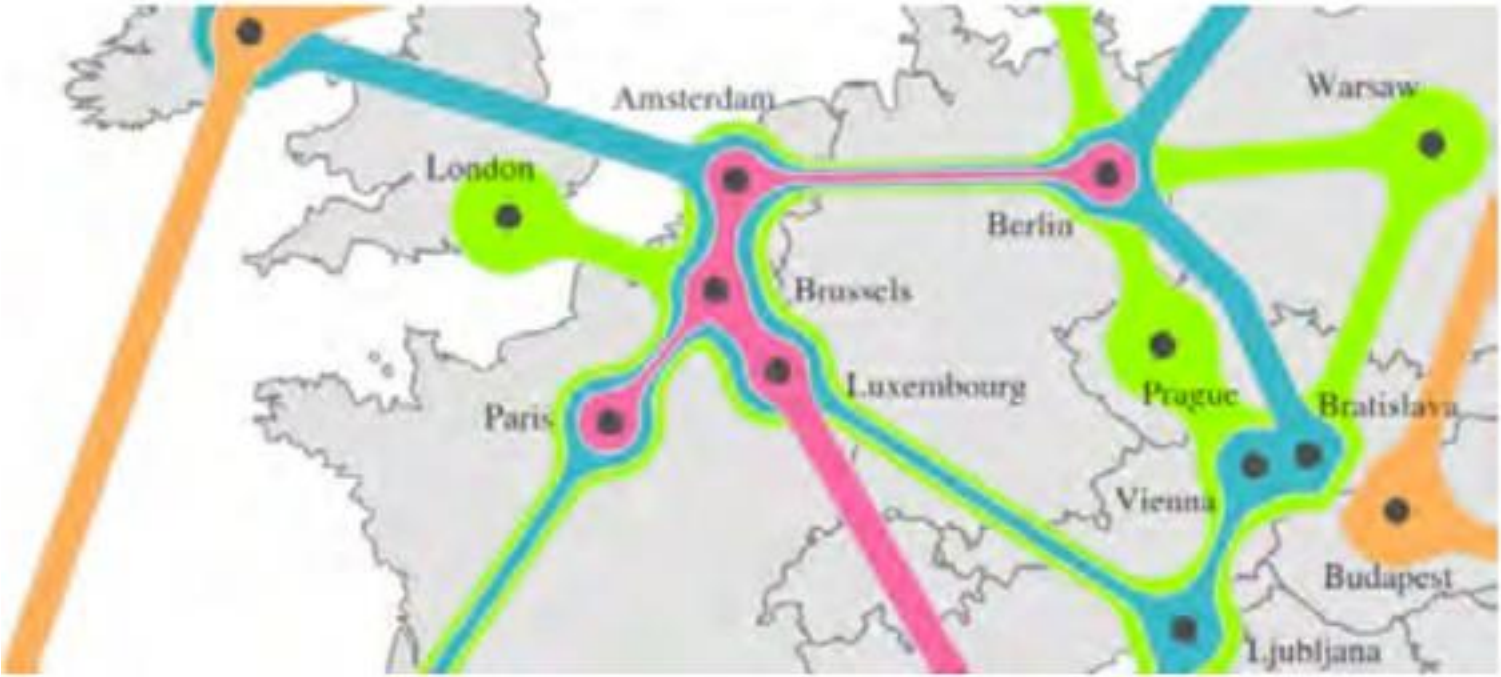 Warsaw
Amsterdam
London
Berlin
Brussels
Luxembourg
Prague
Bratislava
Paris
Vienna
Budapest
Ljubljana